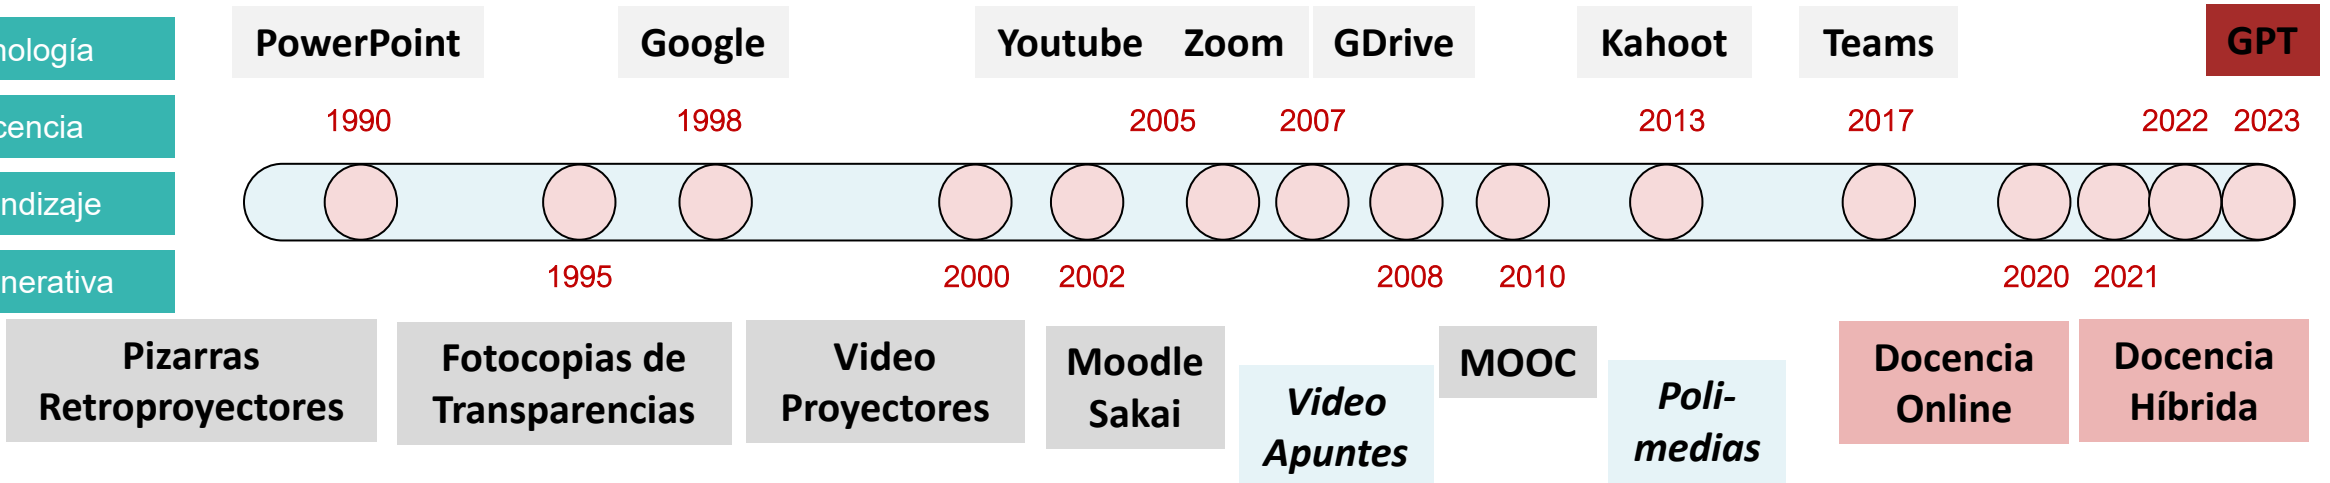 nología
PowerPoint Google Youtube Zoom GDrive Kahoot Teams GPT
cencia
1990 1998 2005 2007 2013 2017 2022 2023
ndizaje
nerativa
1995 2000 2002 2008 2010 2020 2021
Pizarras
Retroproyectores
Fotocopias de
Transparencias
Video
Proyectores
Moodle
Sakai
Video
Apuntes
MOOC
Poli-
medias
Docencia
Online
Docencia
Híbrida